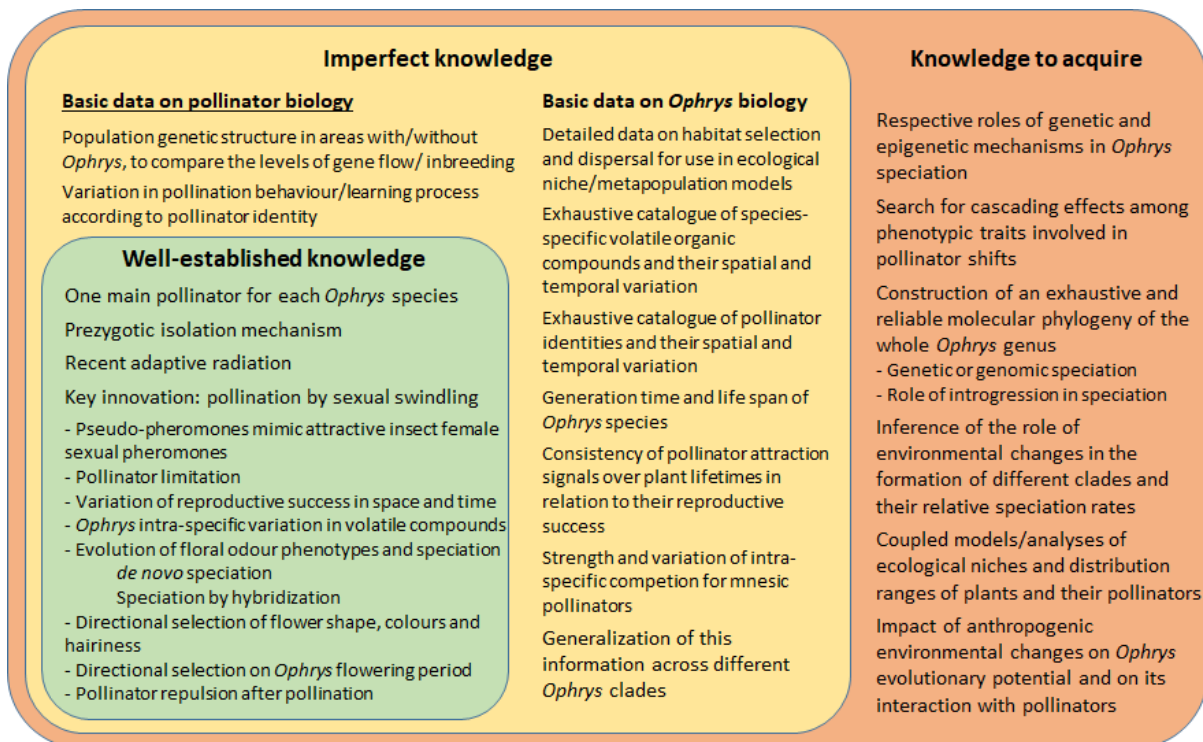 Imperfect knowledge
Basic data on pollinator biology
Population genetic structure in areas with/without
Ophrys, to compare the levels of gene flow/ inbreeding
Variation in pollination behaviour/learning process
according to pollinator identity
Well-established knowledge
One main pollinator for each Ophrys species
Prezygotic isolation mechanism
Recent adaptive radiation
Key innovation: pollination by sexual swindling
- Pseudo-pheromones mimic attractive insect female
sexual pheromones
- Pollinator limitation
- Variation of reproductive success in space and time
- Ophrys intra-specific variation in volatile compounds
- Evolution of floral odour phenotypes and speciation
de novo speciation
Speciation by hybridization
- Directional selection of flower shape, colours and
hairiness
- Directional selection on Ophrys flowering period
- Pollinator repulsion after pollination
Basic data on Ophrys biology
Detailed data on habitat selection
and dispersal for use in ecological
niche/metapopulation models
Exhaustive catalogue of species-
specific volatile organic
compounds and their spatial and
temporal variation
Exhaustive catalogue of pollinator
identities and their spatial and
temporal variation
Generation time and life span of
Ophrys species
Consistency of pollinator attraction
signals over plant lifetimes in
relation to their reproductive
success
Strength and variation of intra-
specific competion for mnesic
pollinators
Generalization of this
information across different
Ophrys clades
Knowledge to acquire
Respective roles of genetic and
epigenetic mechanisms in Ophrys
speciation
Search for cascading effects among
phenotypic traits involved in
pollinator shifts
Construction of an exhaustive and
reliable molecular phylogeny of the
whole Ophrys genus
- Genetic or genomic speciation
- Role of introgression in speciation
Inference of the role of
environmental changes in the
formation of different clades and
their relative speciation rates
Coupled models/analyses of
ecological niches and distribution
ranges of plants and their pollinators
Impact of anthropogenic
environmental changes on Ophrys
evolutionary potential and on its
interaction with pollinators